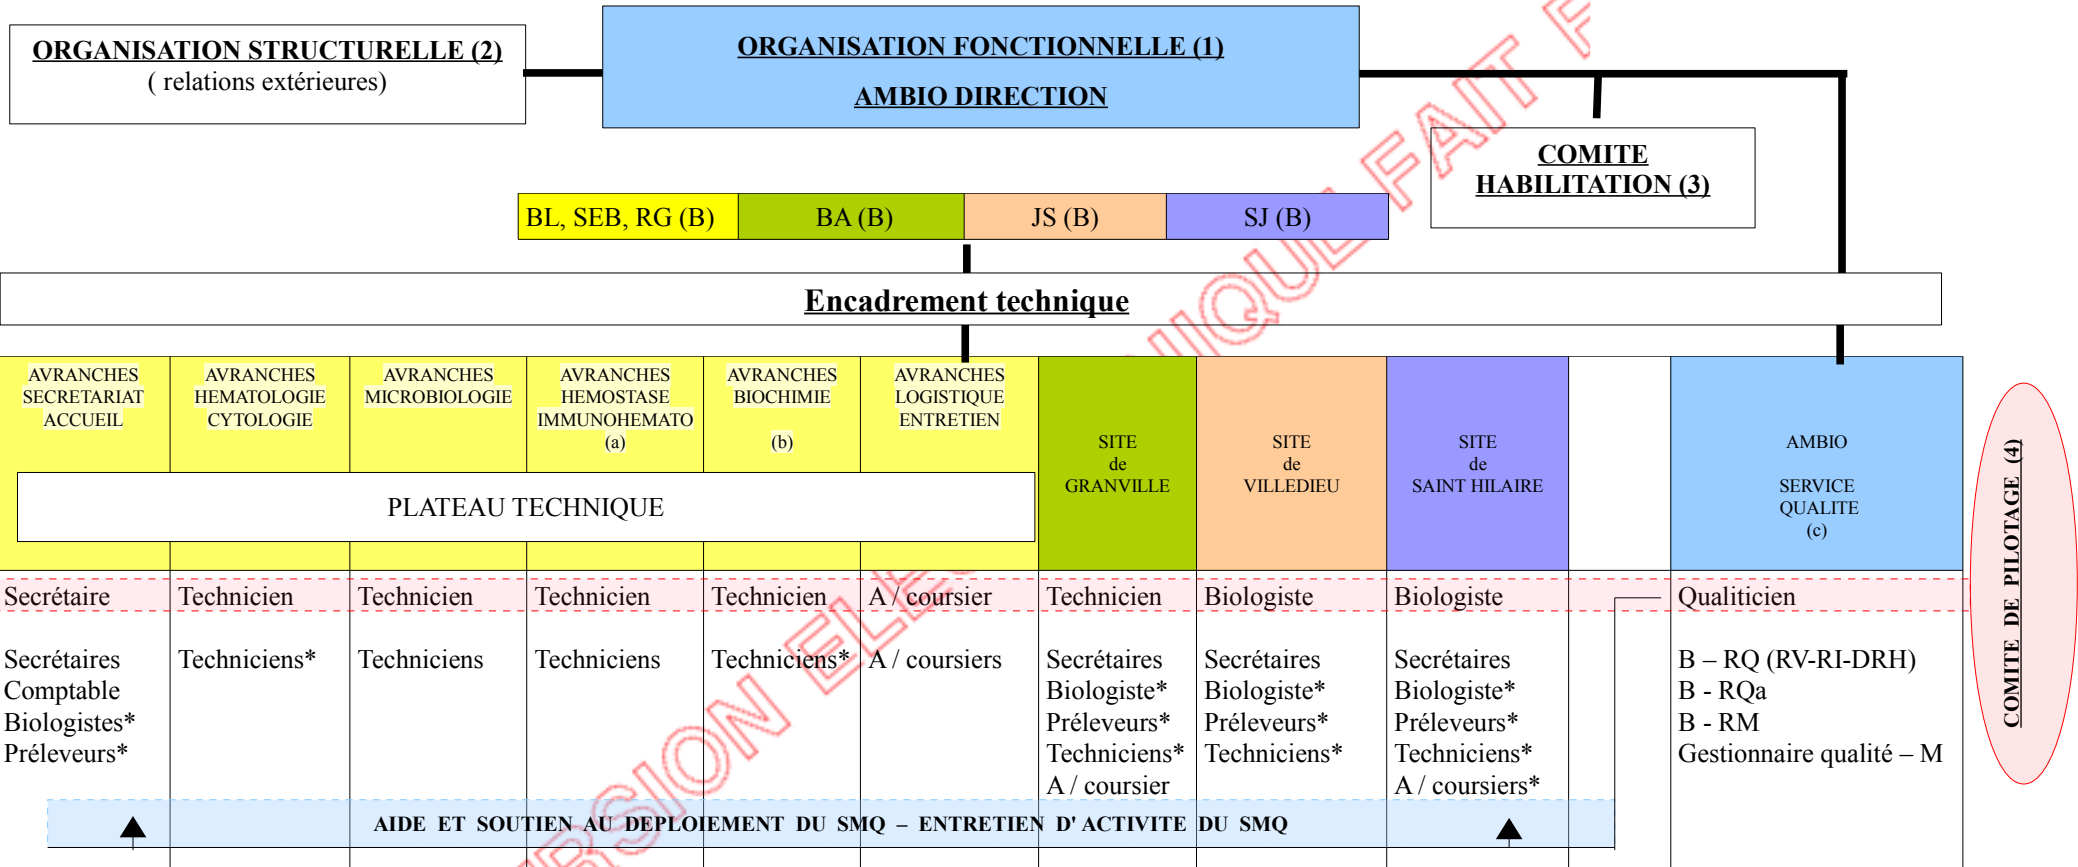 ORGANISATION STRUCTURELLE (2)
( relations extérieures)
ORGANISATION FONCTIONNELLE (1)
AMBIO DIRECTION
COMITE
HABILITATION (3)
BL, SEB, RG (B)
BA (B)
JS (B)
SJ (B)
Encadrement technique
AVRANCHES
SECRETARIAT
ACCUEIL
AVRANCHES
HEMATOLOGIE
CYTOLOGIE
AVRANCHES
MICROBIOLOGIE
AVRANCHES
HEMOSTASE
IMMUNOHEMATO
(a)
AVRANCHES
BIOCHIMIE
(b)
AVRANCHES
LOGISTIQUE
ENTRETIEN
PLATEAU TECHNIQUE
SITE
de
GRANVILLE
SITE
de
VILLEDIEU
SITE
de
SAINT HILAIRE
AMBIO
SERVICE
QUALITE
(c)
COMITE DE PILOTAGE (4)
Secrétaire
Technicien
Technicien
Technicien
Technicien
A / coursier
Technicien
Biologiste
Biologiste
Qualiticien
Secrétaires
Comptable
Biologistes*
Préleveurs*
Techniciens*
Techniciens
Techniciens
Techniciens*
A / coursiers
Secrétaires
Biologiste*
Préleveurs*
Techniciens*
A / coursier
Secrétaires
Biologiste*
Préleveurs*
Techniciens*
Secrétaires
Biologiste*
Préleveurs*
Techniciens*
A / coursiers*
B – RQ (RV-RI-DRH)
B - RQa
B - RM
Gestionnaire qualité – M
AIDE ET SOUTIEN AU DEPLOIEMENT DU SMQ – ENTRETIEN D' ACTIVITE DU SMQ